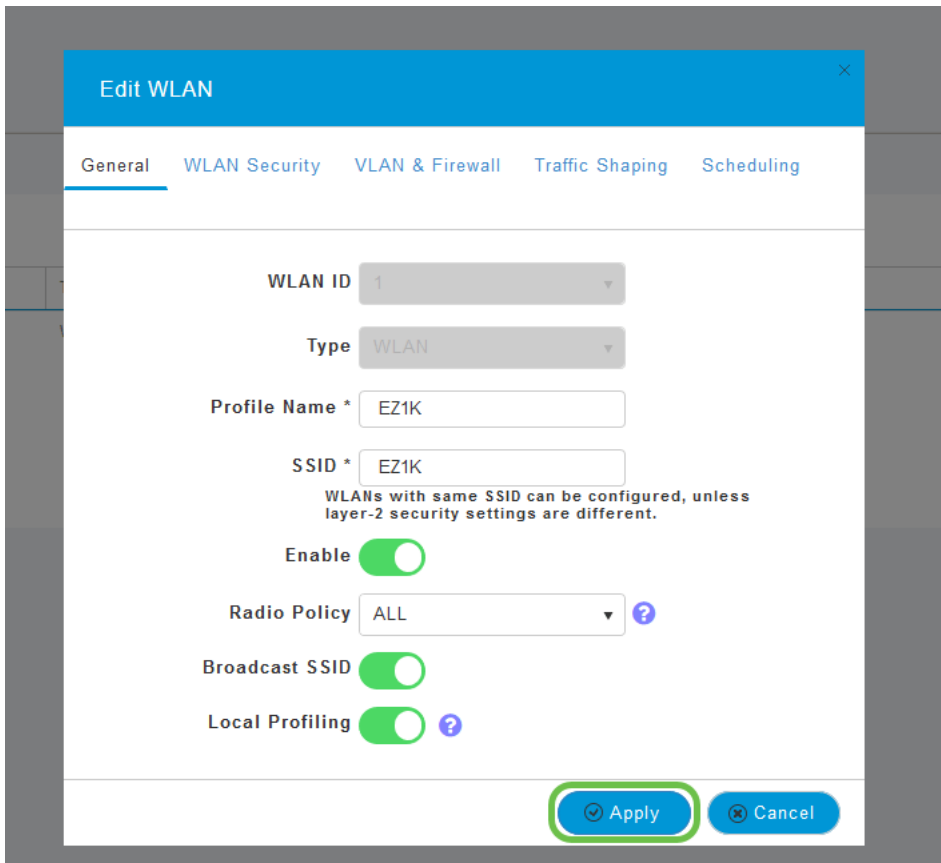 Edit WLAN
General WLAN Security VLAN & Firewall Traffic Shaping Scheduling
WLAN ID 1
Type WLAN
Profile Name * EZ1K
SSID * EZ1K
WLANs with same SSID can be configured, unless
layer-2 security settings are different.
Enable
Radio Policy ALL ?
Broadcast SSID
Local Profiling ?
Apply Cancel